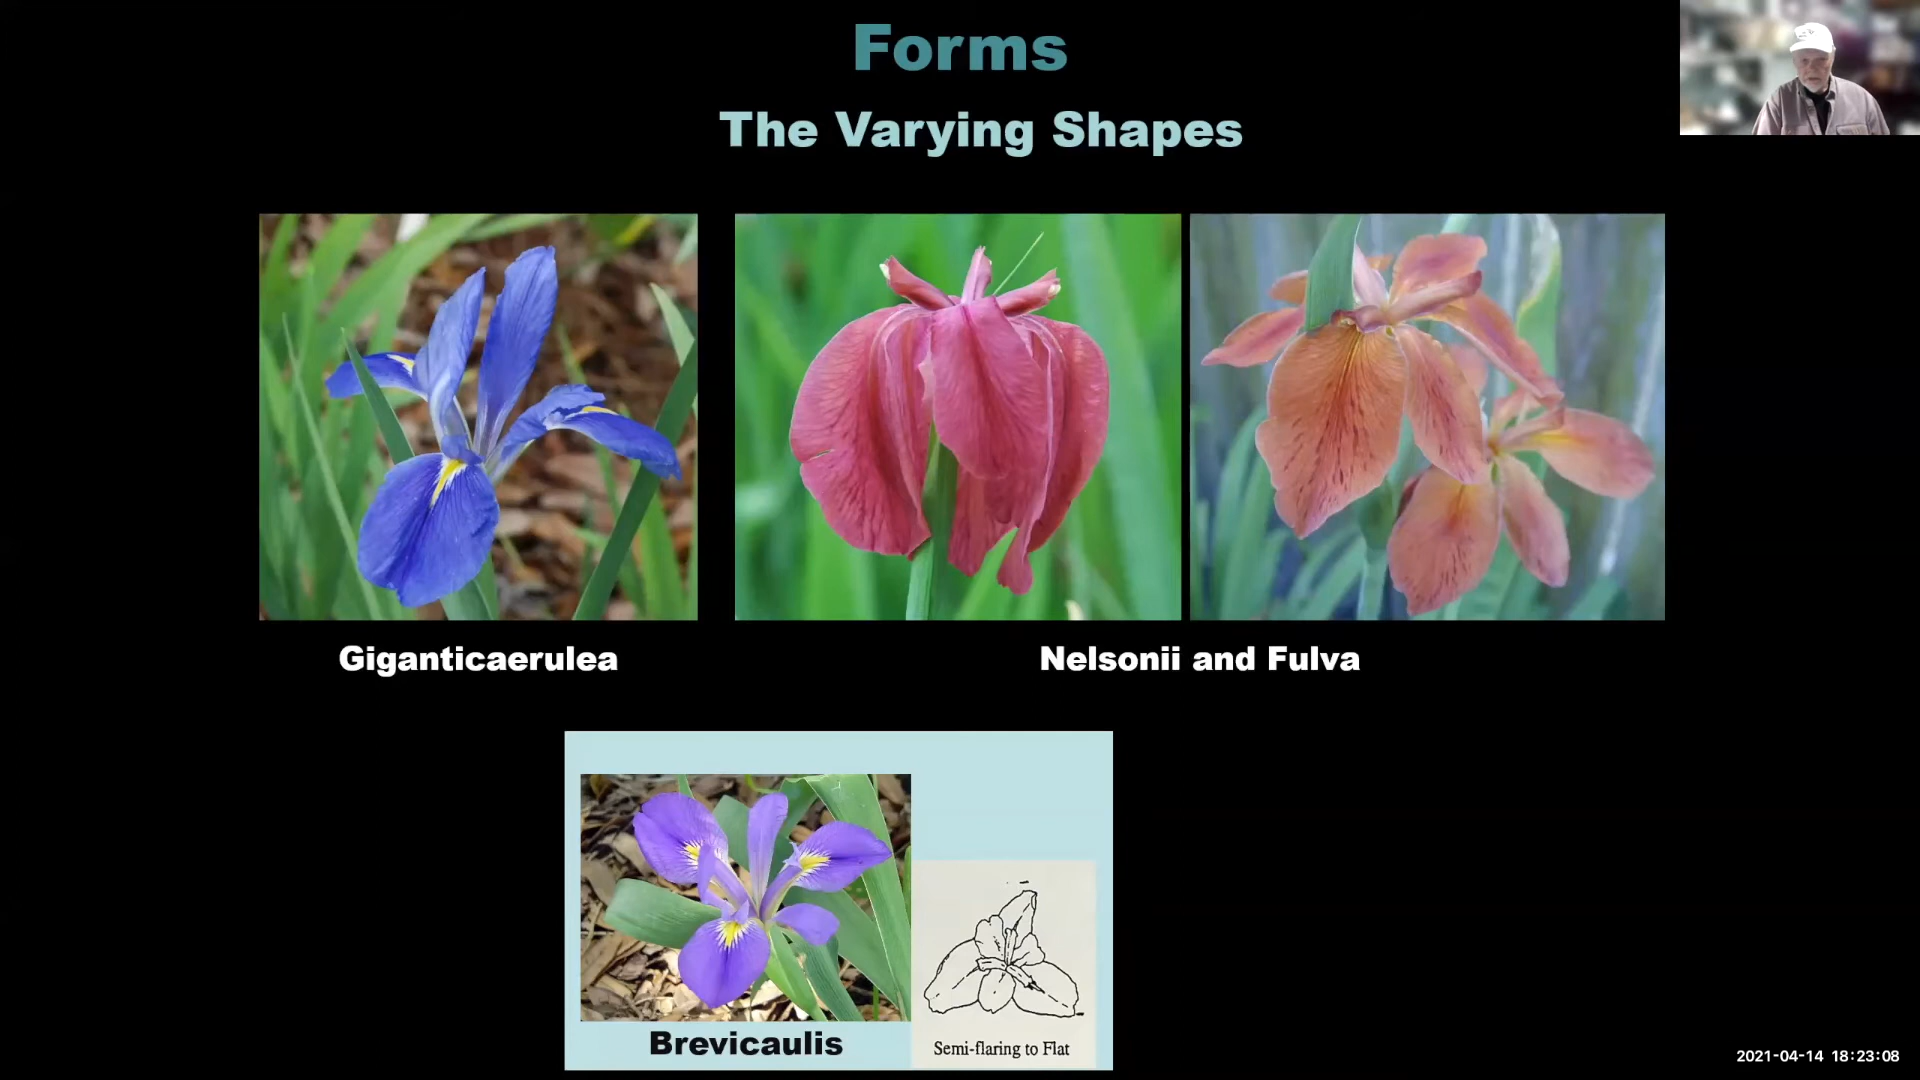 Forms
The Varying Shapes
Giganticaerulea
Nelsonii and Fulva
Brevicaulis
Semi-flaring to Flat
2021-04-14 18:23:08